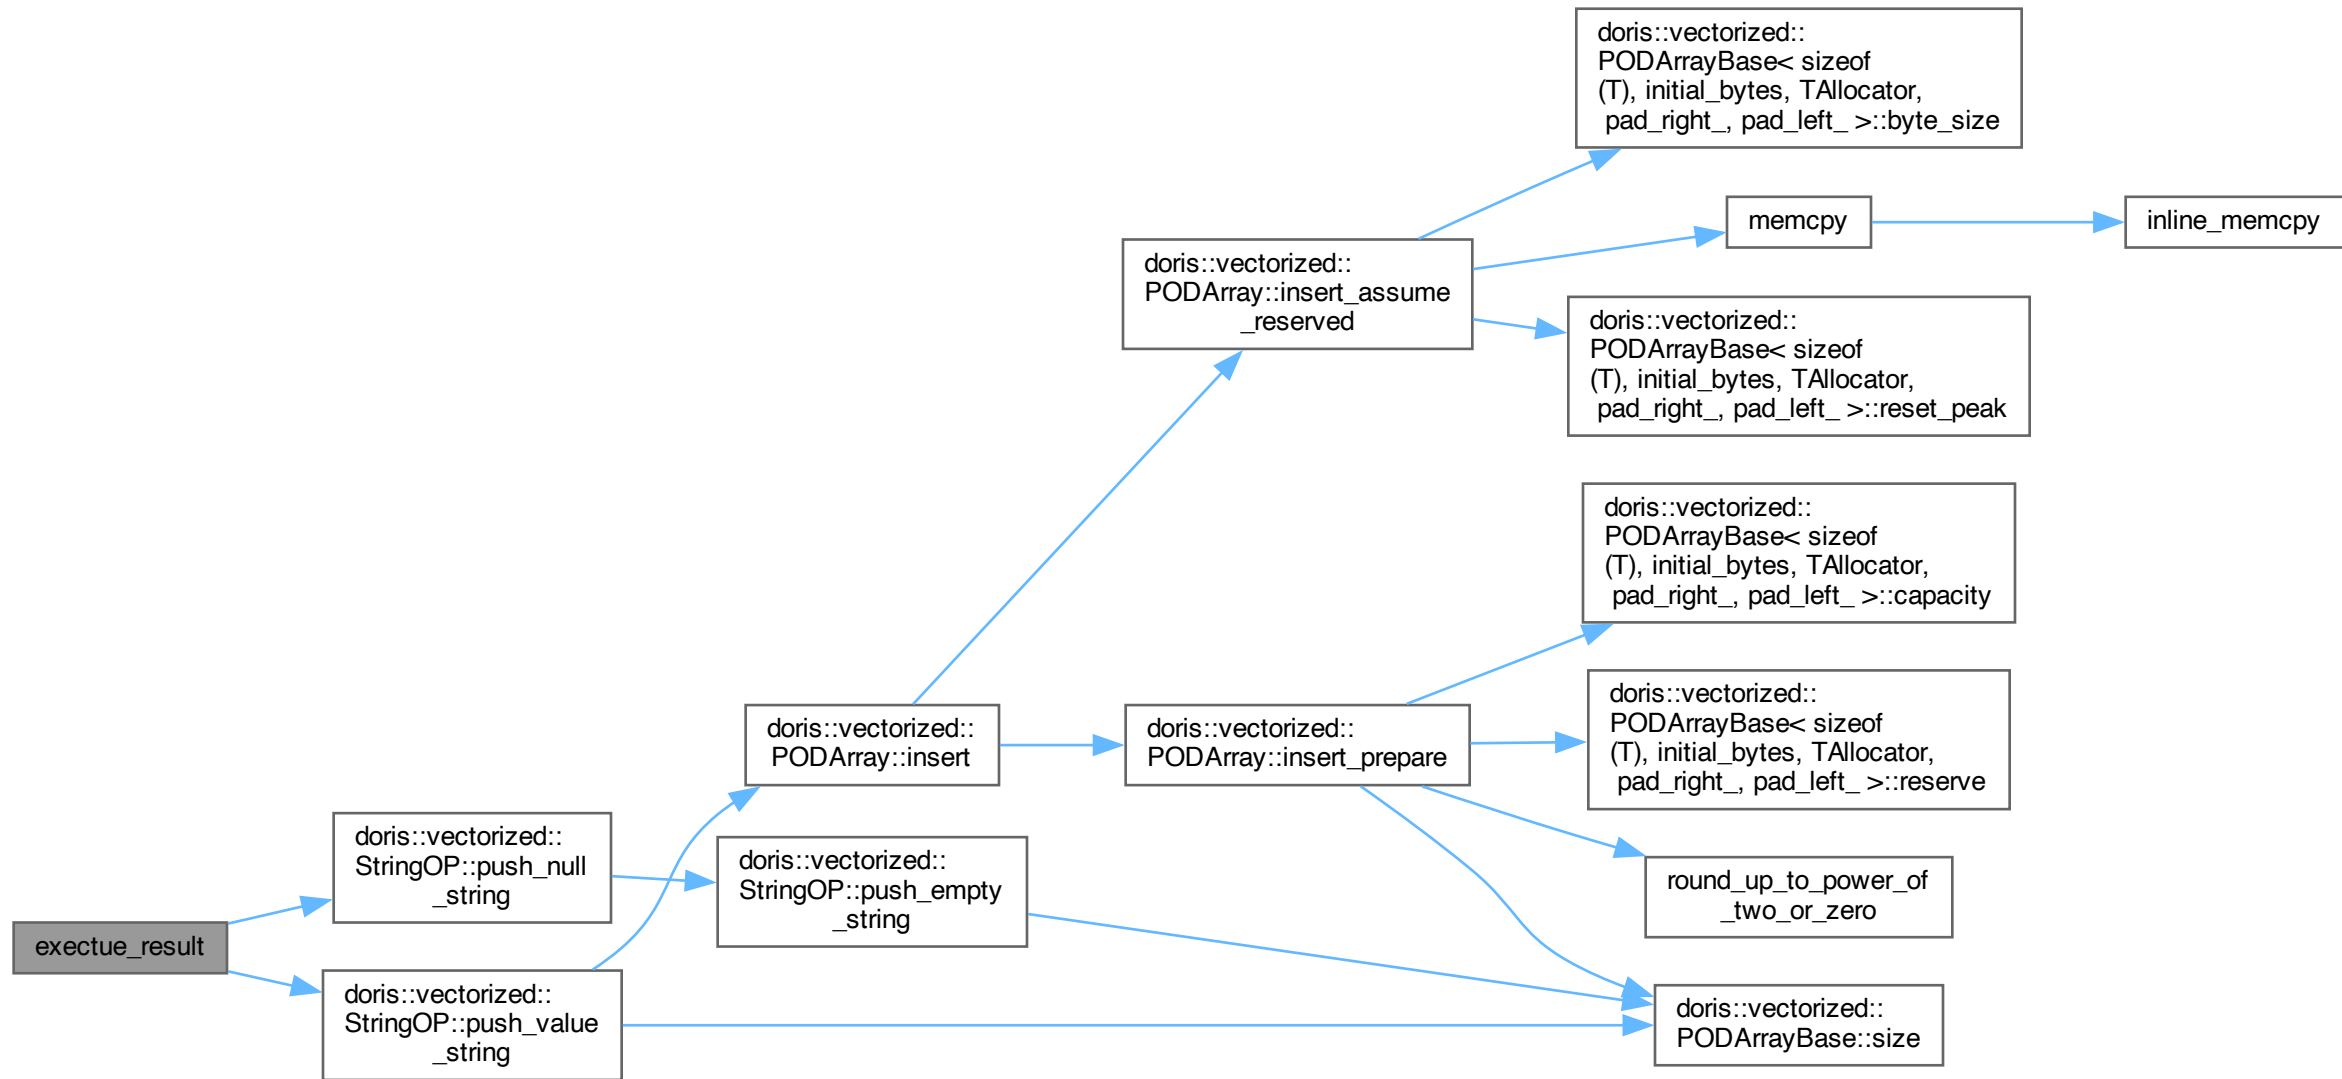 doris::vectorized::
PODArrayBase< sizeof
(T), initial_bytes, TAllocator,
pad_right_, pad_left_ >::byte_size
memcpy
inline_memcpy
doris::vectorized::
PODArray::insert_assume
_reserved
doris::vectorized::
PODArrayBase< sizeof
(T), initial_bytes, TAllocator,
pad_right_, pad_left_ >::reset_peak
doris::vectorized::
PODArrayBase< sizeof
(T), initial_bytes, TAllocator,
pad_right_, pad_left_ >::capacity
doris::vectorized::
PODArray::insert
doris::vectorized::
PODArray::insert_prepare
doris::vectorized::
PODArrayBase< sizeof
(T), initial_bytes, TAllocator,
pad_right_, pad_left_ >::reserve
doris::vectorized::
StringOP::push_null
_string
doris::vectorized::
StringOP::push_empty
_string
round_up_to_power_of
_two_or_zero
exectue_result
doris::vectorized::
StringOP::push_value
_string
doris::vectorized::
PODArrayBase::size